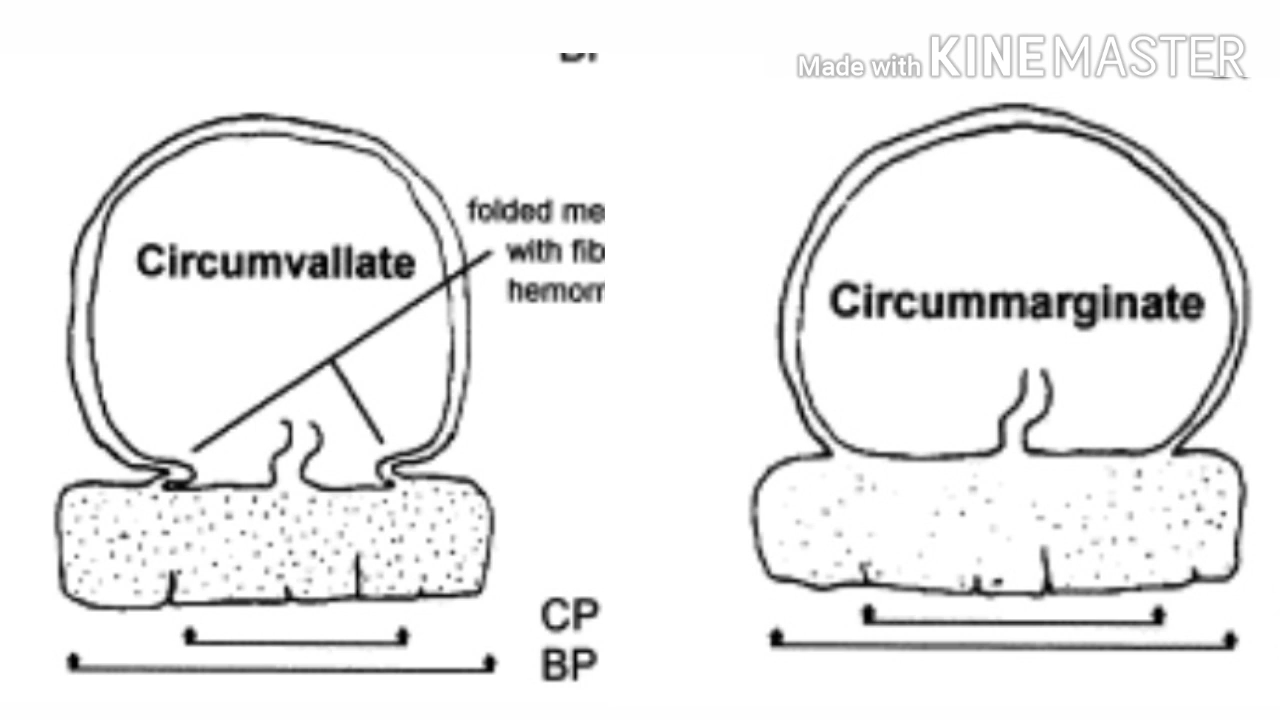 Made with KINEMASTER
folded me
with fib
hemorr
Circumvallate
Circummarginate
CP
BP